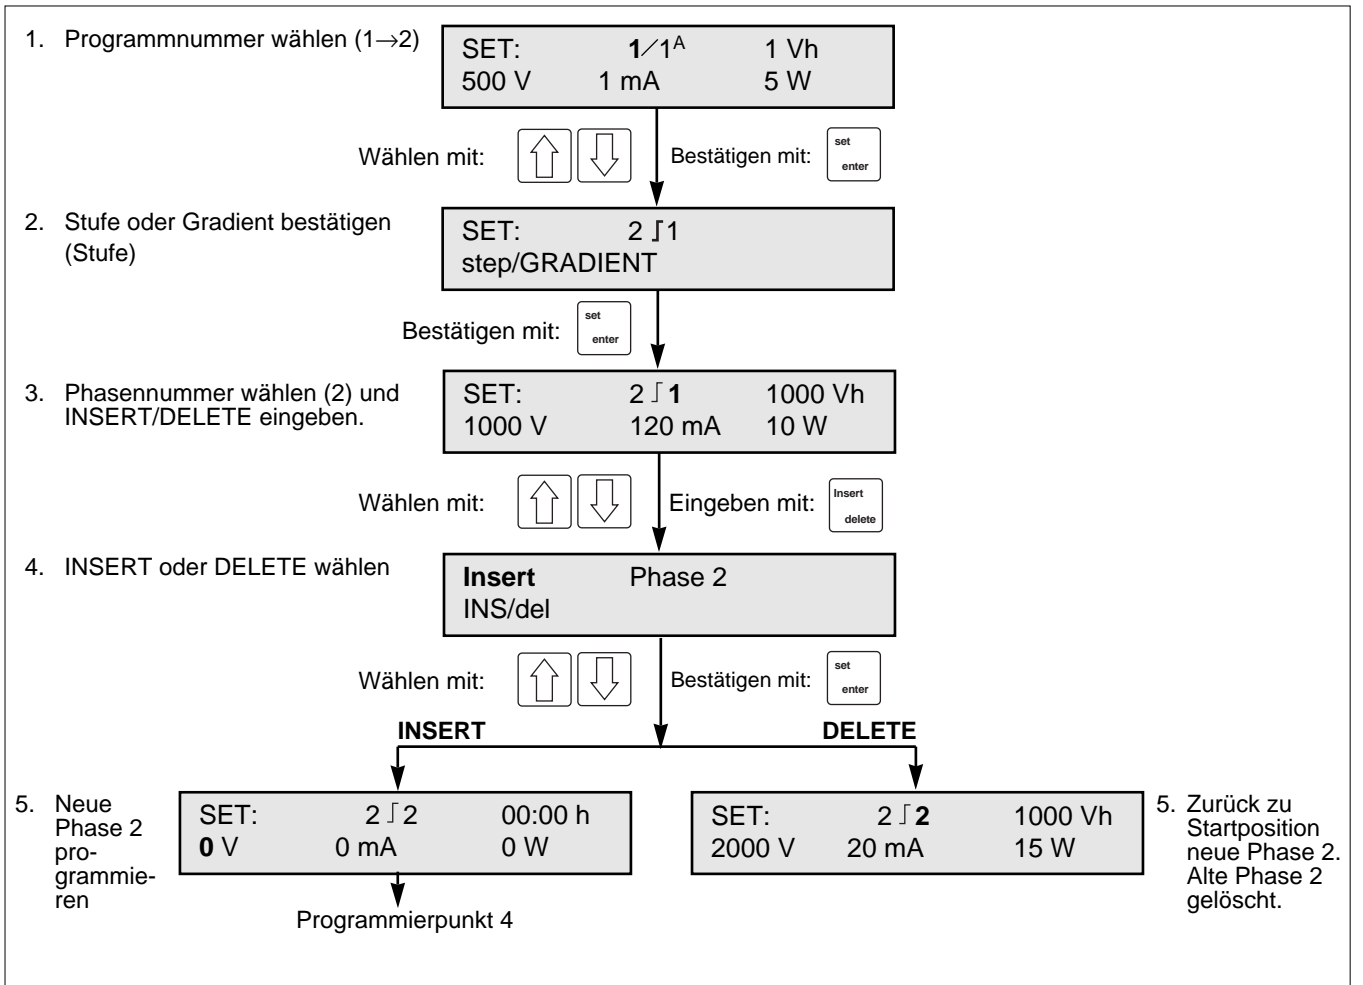 1. Programmnummer wählen (1→2)
SET: 1/1A 1 Vh
500 V 1 mA 5 W
Wählen mit: Bestätigen mit: set enter
2. Stufe oder Gradient bestätigen
(Stufe)
SET: 2 ⌠1
step/GRADIENT
Bestätigen mit: set enter
3. Phasennummer wählen (2) und
INSERT/DELETE eingeben.
SET: 2 ⌠1 1000 Vh
1000 V 120 mA 10 W
Wählen mit: Eingeben mit: Insert delete
4. INSERT oder DELETE wählen
Insert Phase 2
INS/del
Wählen mit: Bestätigen mit: set enter
INSERT DELETE
5. Neue
Phase 2
pro-
grammie-
ren
SET: 2 ⌠2 00:00 h
0 V 0 mA 0 W
Programmierpunkt 4
SET: 2 ⌠2 1000 Vh
2000 V 20 mA 15 W
5. Zurück zu
Startposition
neue Phase 2.
Alte Phase 2
gelöscht.